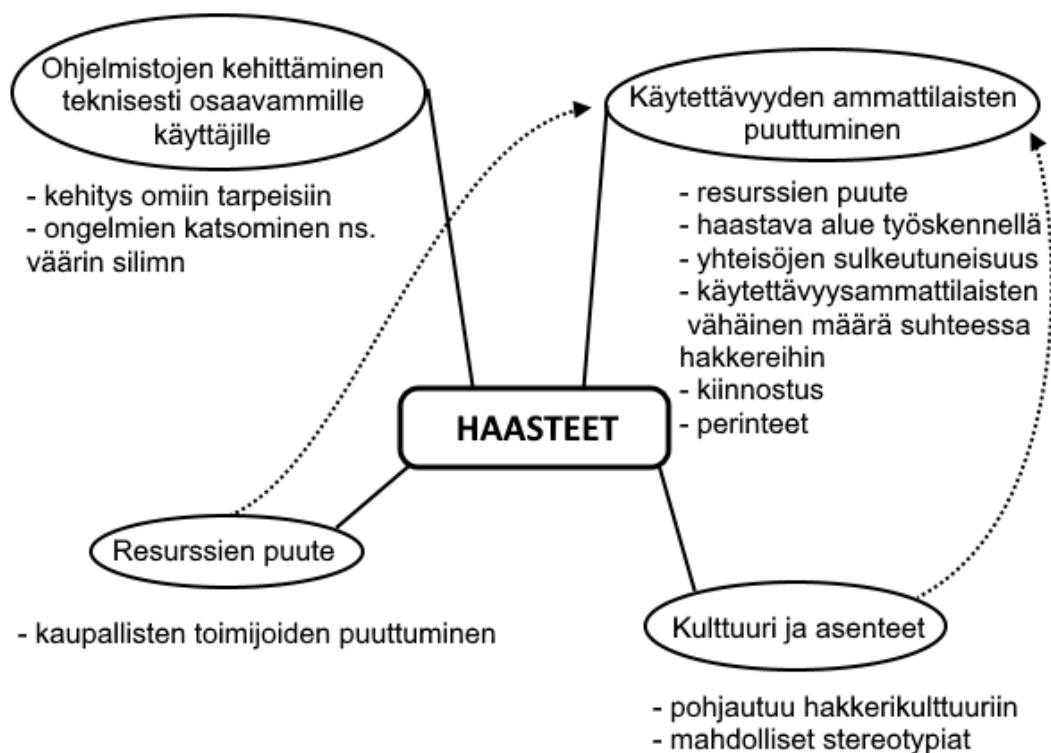 Ohjelmistojen kehittäminen
teknisesti osaavammille
käyttäjille
- kehitys omiin tarpeisiin
- ongelmien katsominen ns.
väärin silimn
Käytettävyyden ammattilaisten
puuttuminen
- resurssien puute
- haastava alue työskennellä
- yhteisöjen sulkeutuneisuus
- käytettävyysammattilaisten
vähäinen määrä suhteessa
hakkereihin
- kiinnostus
- perinteet
HAASTEET
Resurssien puute
- kaupallisten toimijoiden puuttuminen
Kulttuuri ja asenteet
- pohjautuu hakkerikulttuuriin
- mahdolliset stereotypiat